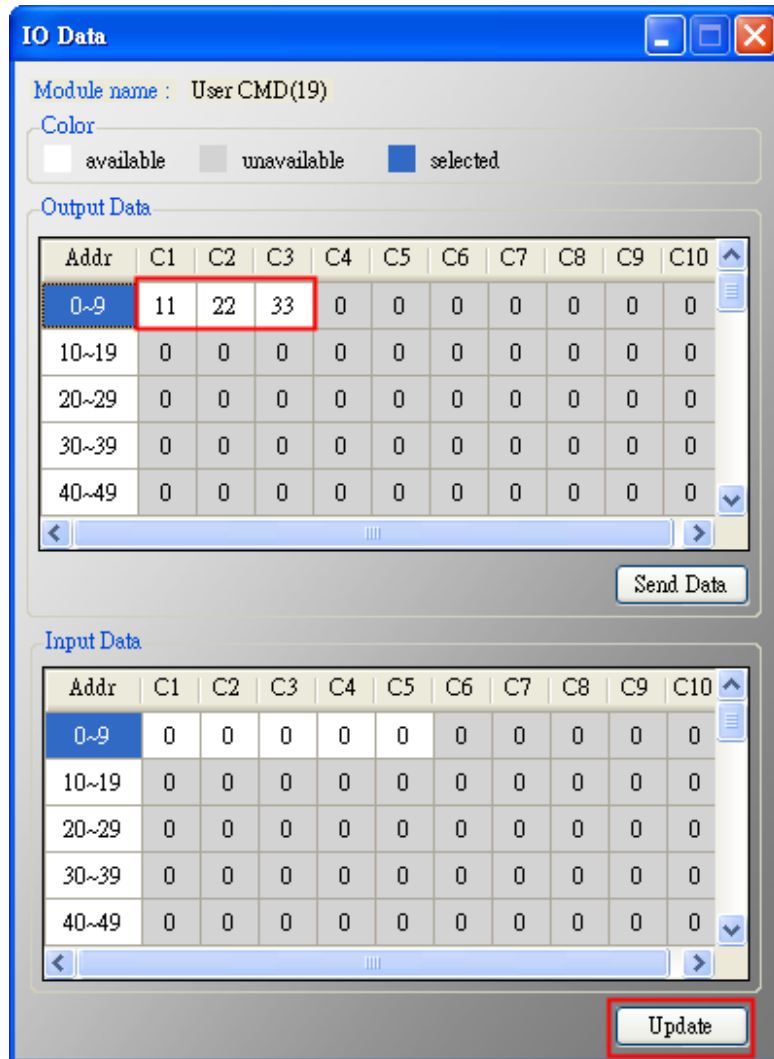 IO Data
Module name : User CMD(19)
Color
available unavailable selected
Output Data
Addr C1 C2 C3 C4 C5 C6 C7 C8 C9 C10
0~9 11 22 33 0 0 0 0 0 0 0
10~19 0 0 0 0 0 0 0 0 0 0
20~29 0 0 0 0 0 0 0 0 0 0
30~39 0 0 0 0 0 0 0 0 0 0
40~49 0 0 0 0 0 0 0 0 0 0
Send Data
Input Data
Addr C1 C2 C3 C4 C5 C6 C7 C8 C9 C10
0~9 0 0 0 0 0 0 0 0 0 0
10~19 0 0 0 0 0 0 0 0 0 0
20~29 0 0 0 0 0 0 0 0 0 0
30~39 0 0 0 0 0 0 0 0 0 0
40~49 0 0 0 0 0 0 0 0 0 0
Update